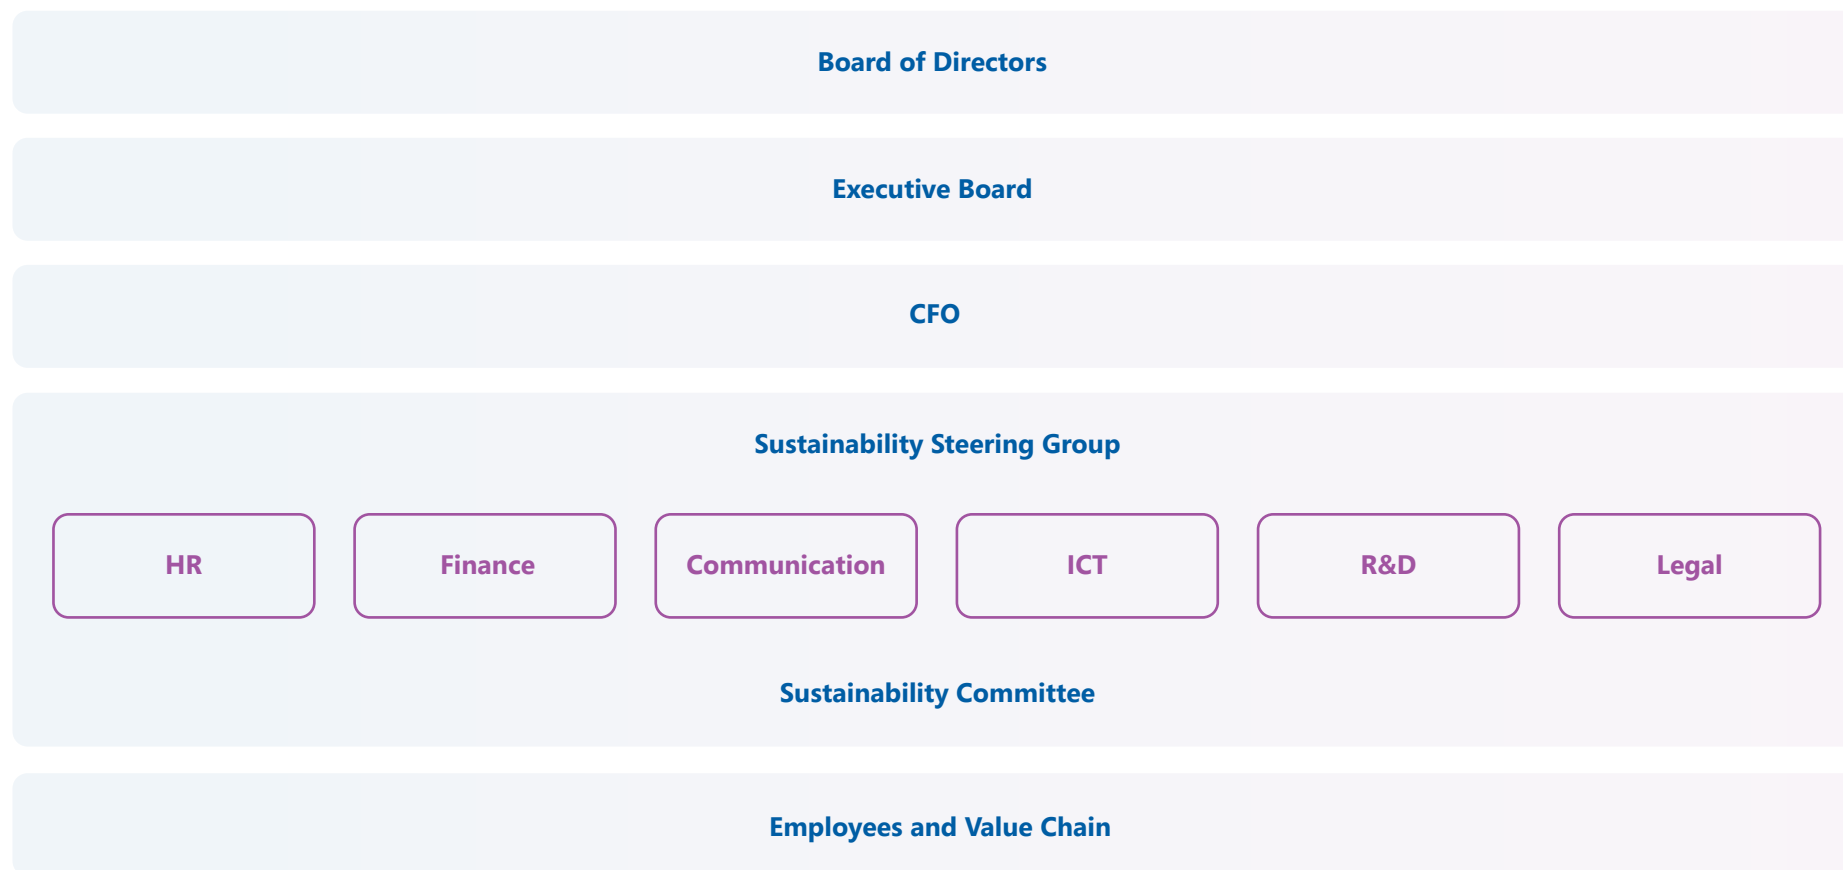 Board of Directors
Executive Board
CFO
Sustainability Steering Group
HR
Finance
Communication
ICT
R&D
Legal
Sustainability Committee
Employees and Value Chain